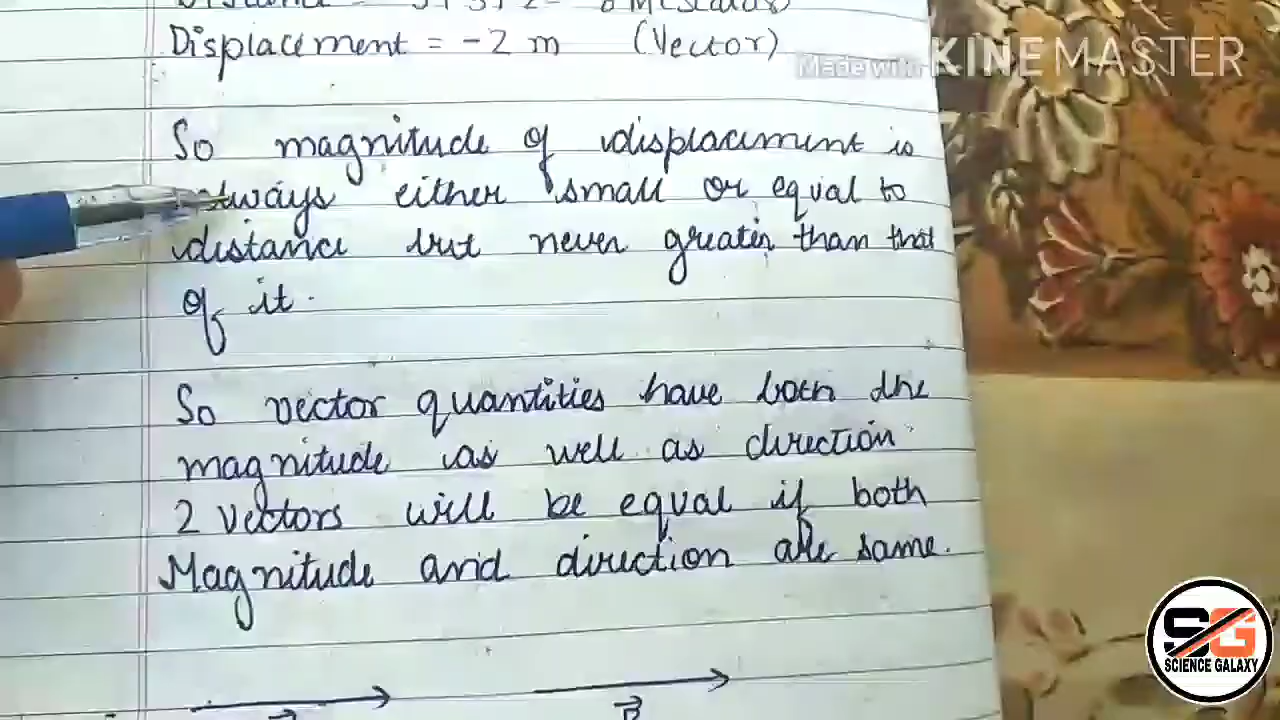 Displacement = -2 m (Vector)
Made with KINEMASTER
So magnitude of displacement is
always either small or equal to
distance but never greater than that
of it.
So vector quantities have both the
magnitude as well as direction
2 vectors will be equal if both
Magnitude and direction are same.
B
SG
SCIENCE GALAXY